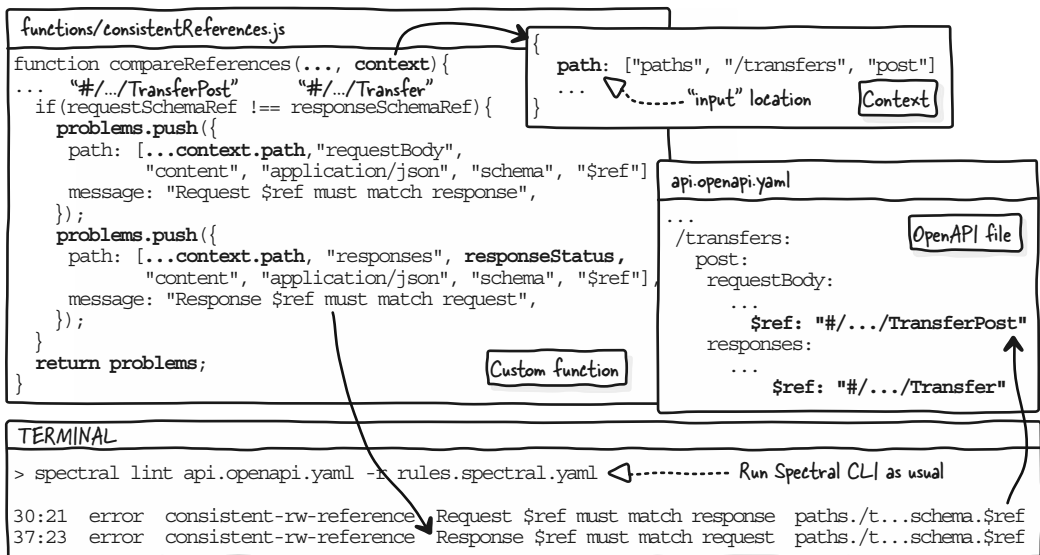 functions/consistentReferences.js
function compareReferences(..., context){
... "#/.../TransferPost" "#/.../Transfer"
if(requestSchemaRef !== responseSchemaRef){
problems.push({
path: [...context.path,"requestBody",
"content", "application/json", "schema", "$ref"]
message: "Request $ref must match response",
});
problems.push({
path: [...context.path, "responses", responseStatus,
"content", "application/json", "schema", "$ref"],
message: "Response $ref must match request",
});
}
return problems;
}
Custom function
{
path: ["paths", "/transfers", "post"]
... "input" location
}
Context
api.openapi.yaml
...
OpenAPI file
/transfers:
post:
requestBody:
...
$ref: "#/.../TransferPost"
responses:
...
$ref: "#/.../Transfer"
TERMINAL
> spectral lint api.openapi.yaml -r rules.spectral.yaml Run Spectral CLI as usual
30:21 error consistent-rw-reference Request $ref must match response paths./t...schema.$ref
37:23 error consistent-rw-reference Response $ref must match request paths./t...schema.$ref